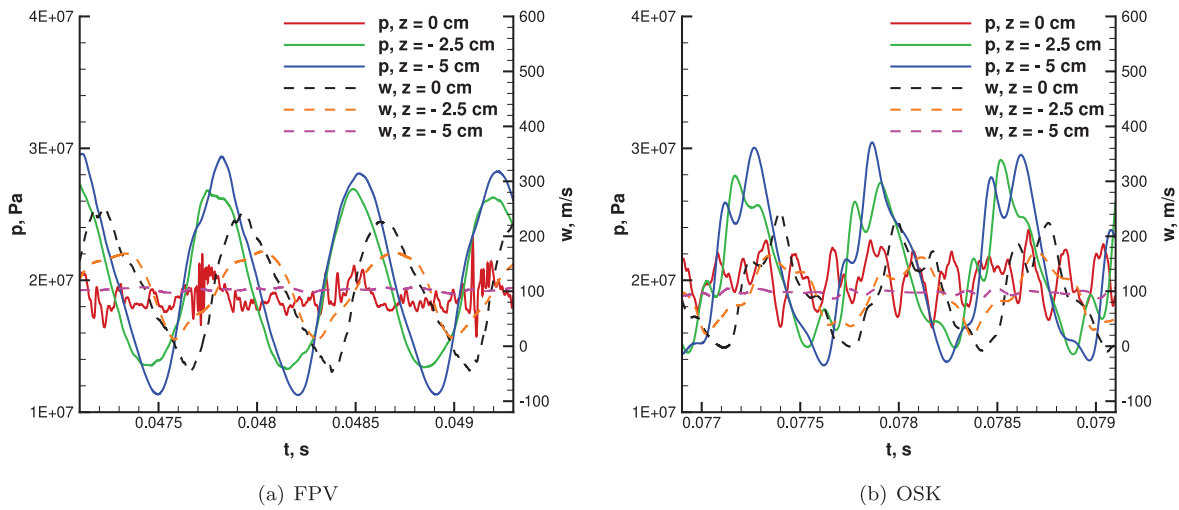 4E+07
3E+07
2E+07
1E+07
p, Pa
p, z = 0 cm
p, z = - 2.5 cm
p, z = - 5 cm
w, z = 0 cm
w, z = - 2.5 cm
w, z = - 5 cm
600
500
400
300
200
100
0
-100
w, m/s
0.0475
0.048
0.0485
0.049
t, s
(a) FPV
4E+07
3E+07
2E+07
1E+07
p, Pa
p, z = 0 cm
p, z = - 2.5 cm
p, z = - 5 cm
w, z = 0 cm
w, z = - 2.5 cm
w, z = - 5 cm
600
500
400
300
200
100
0
-100
w, m/s
0.077
0.0775
0.078
0.0785
0.079
t, s
(b) OSK